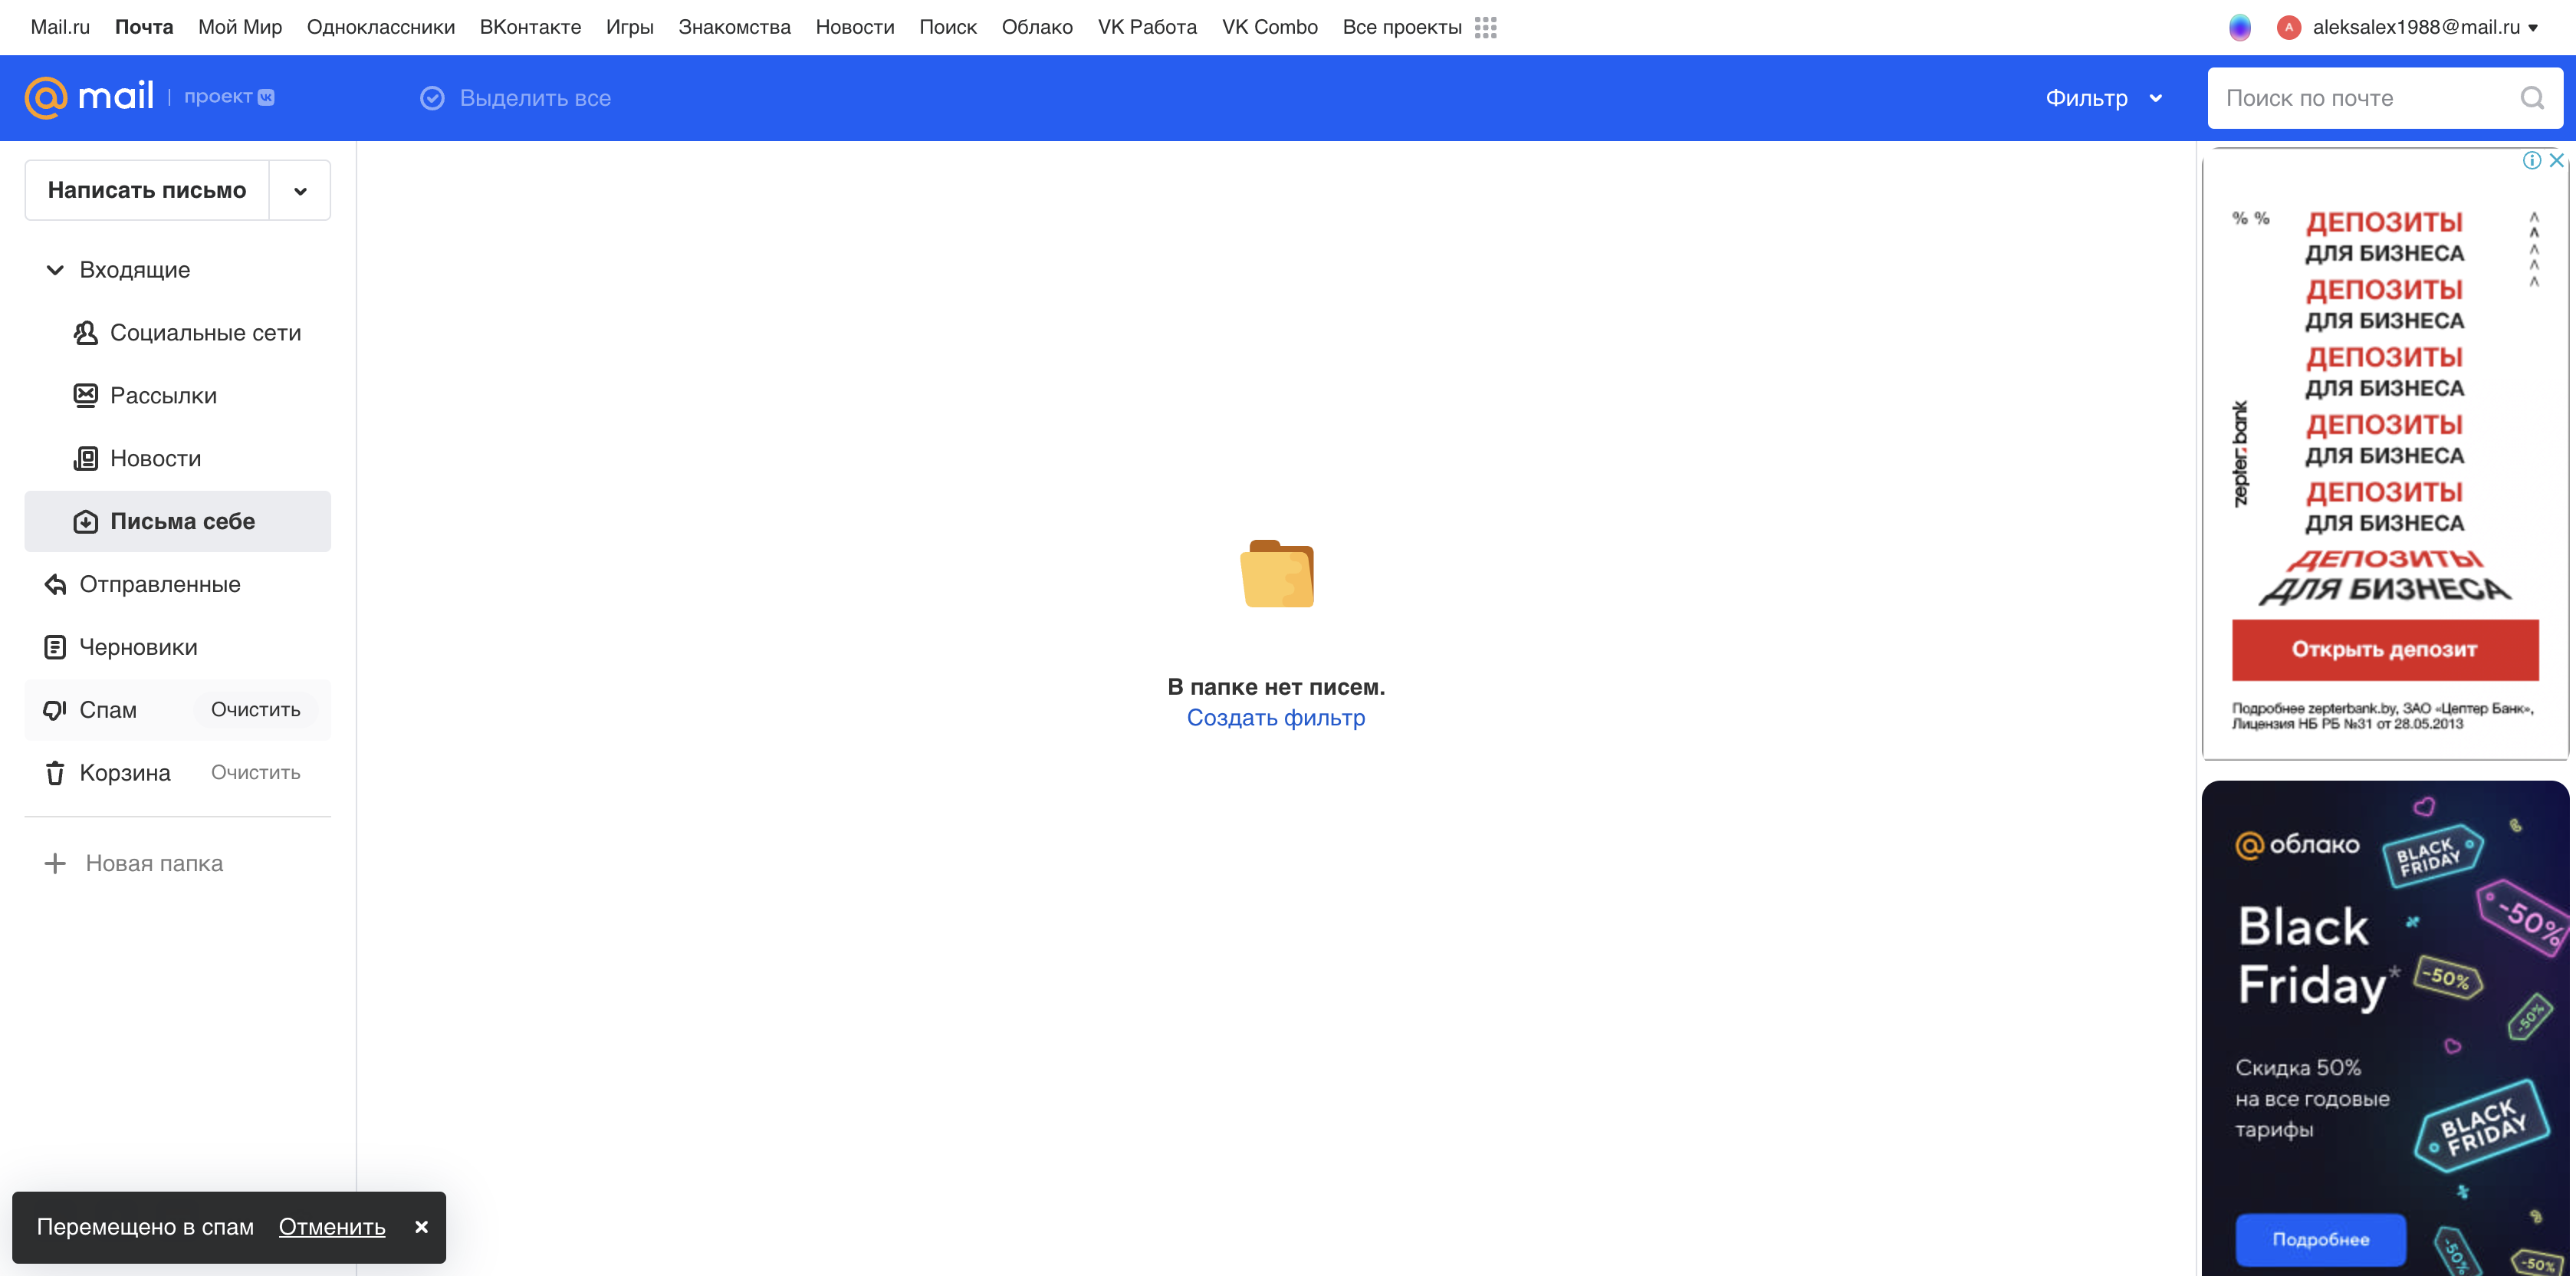 Mail.ru Почта Мой Мир Одноклассники ВКонтакте Игры Знакомства Новости Поиск Облако VK Работа VK Combo Все проекты
A aleksalex1988@mail.ru
@mail | проект
Выделить все
Фильтр
Поиск по почте
Написать письмо
Входящие
Социальные сети
Рассылки
Новости
Письма себе
Отправленные
Черновики
Спам Очистить
Корзина Очистить
Новая папка
В папке нет писем.
Создать фильтр
Перемещено в спам Отменить
% %
ДЕПОЗИТЫ
ДЛЯ БИЗНЕСА
ДЕПОЗИТЫ
ДЛЯ БИЗНЕСА
ДЕПОЗИТЫ
ДЛЯ БИЗНЕСА
ДЕПОЗИТЫ
ДЛЯ БИЗНЕСА
ДЕПОЗИТЫ
ДЛЯ БИЗНЕСА
ДЕПОЗИТЫ
ДЛЯ БИЗНЕСА
zepter:bank
Открыть депозит
Подробнее zepterbank.by, ЗАО «Цептер Банк»,
Лицензия НБ РБ №31 от 28.05.2013
@облако
BLACK
FRIDAY
-50%
Black
Friday*
-50%
-50%
Скидка 50%
на все годовые
тарифы
BLACK
FRIDAY
Подробнее
-50%
-50%